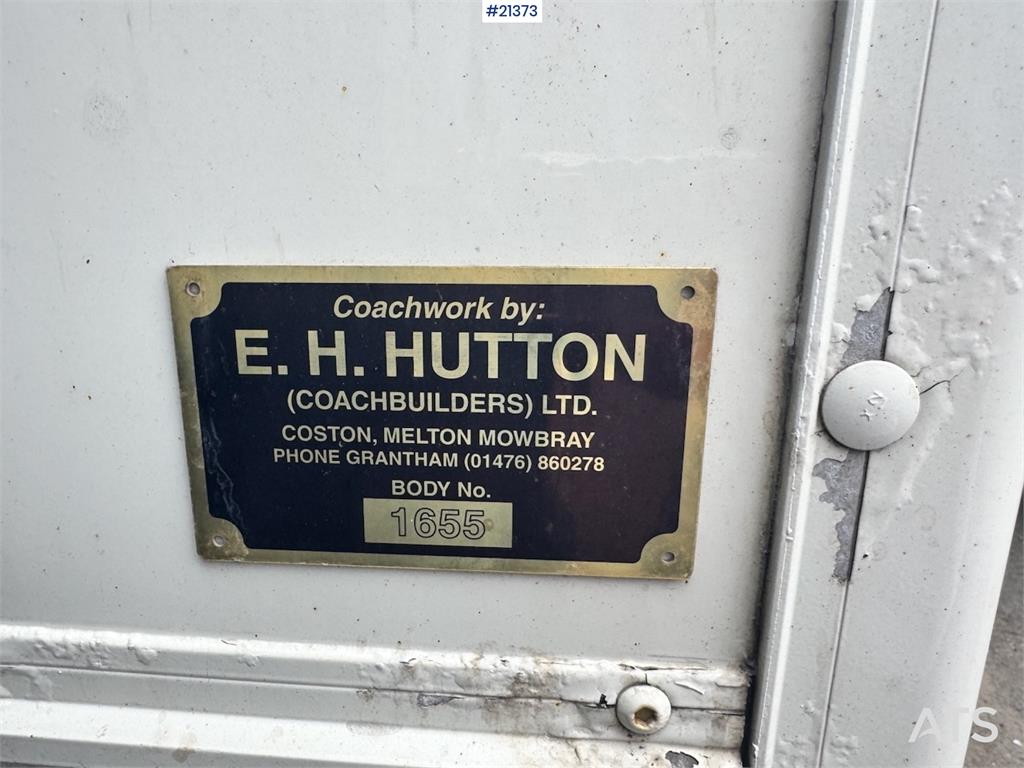 #21373
Coachwork by:
E. H. HUTTON
(COACHBUILDERS) LTD.
COSTON, MELTON MOWBRAY
PHONE GRANTHAM (01476) 860278
BODY No.
1655
ATS